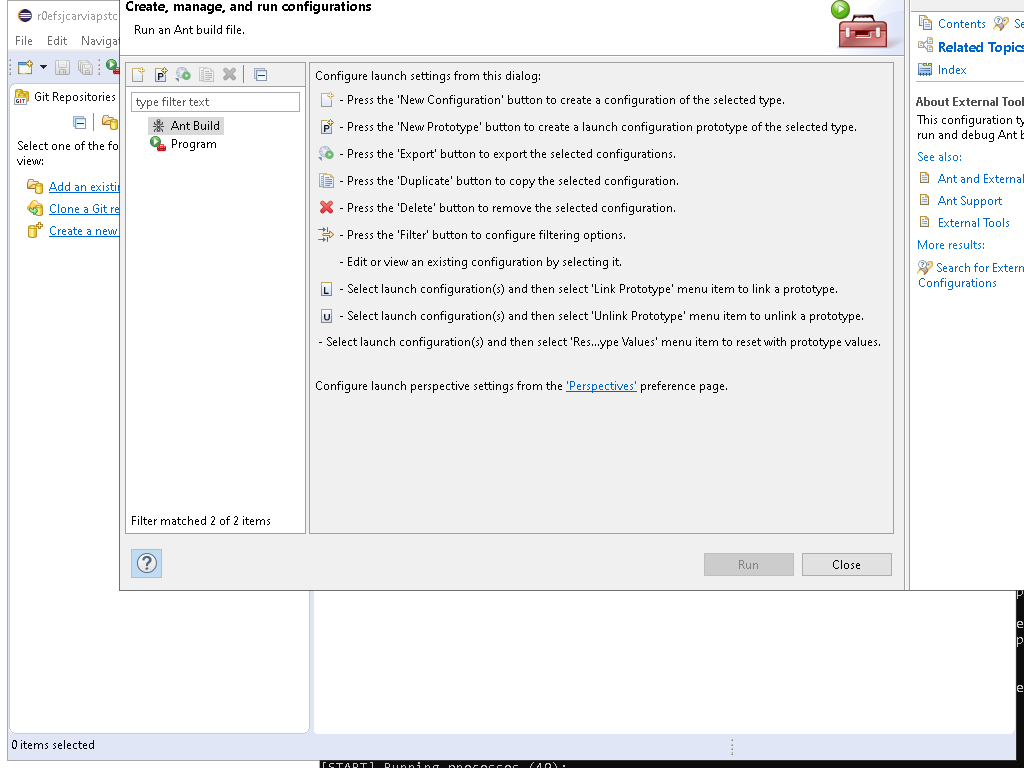 r0efsjcarviapstc
File Edit Naviga
Git Repositories
Select one of the fo
view:
Add an existi
Clone a Git re
Create a new
0 items selected
Create, manage, and run configurations
Run an Ant build file.
type filter text
Ant Build
Program
Filter matched 2 of 2 items
Configure launch settings from this dialog:
- Press the 'New Configuration' button to create a configuration of the selected type.
- Press the 'New Prototype' button to create a launch configuration prototype of the selected type.
- Press the 'Export' button to export the selected configurations.
- Press the 'Duplicate' button to copy the selected configuration.
- Press the 'Delete' button to remove the selected configuration.
- Press the 'Filter' button to configure filtering options.
- Edit or view an existing configuration by selecting it.
- Select launch configuration(s) and then select 'Link Prototype' menu item to link a prototype.
- Select launch configuration(s) and then select 'Unlink Prototype' menu item to unlink a prototype.
- Select launch configuration(s) and then select 'Res...ype Values' menu item to reset with prototype values.
Configure launch perspective settings from the 'Perspectives' preference page.
Run
Close
Contents Se
Related Topics
Index
About External Tool
This configuration ty
run and debug Ant b
See also:
Ant and External
Ant Support
External Tools
More results:
Search for Extern
Configurations
[START] Running processes (49):